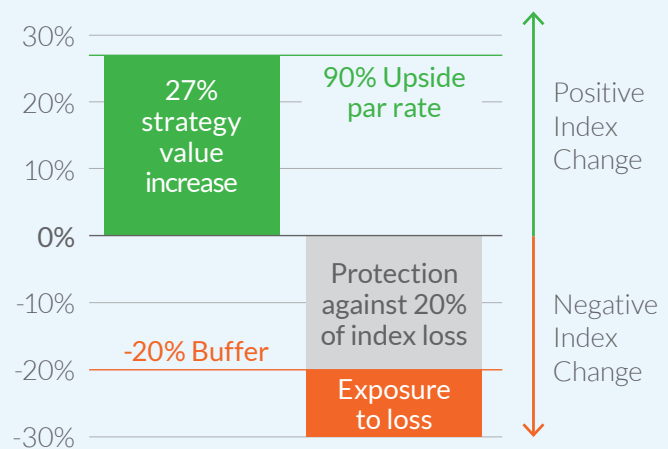 30%
20%
10%
0%
-10%
-20%
-30%
27%
strategy
value
increase
90% Upside
par rate
Positive
Index
Change
Protection
against 20%
of index loss
-20% Buffer
Exposure
to loss
Negative
Index
Change